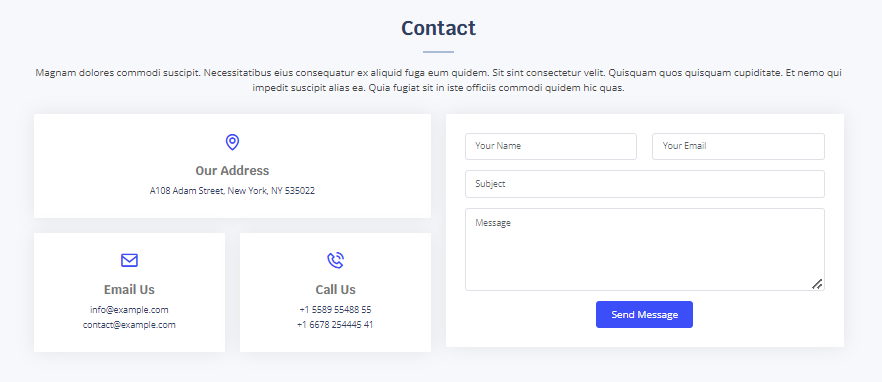 Contact
Magnam dolores commodi suscipit. Necessitatibus eius consequatur ex aliquid fuga eum quidem. Sit sint consectetur velit. Quisquam quos quisquam cupiditate. Et nemo qui
impedit suscipit alias ea. Quia fugiat sit in iste officiis commodi quidem hic quas.
Our Address
A108 Adam Street, New York, NY 535022
Email Us
info@example.com
contact@example.com
Call Us
+1 5589 55488 55
+1 6678 254445 41
Your Name
Your Email
Subject
Message
Send Message